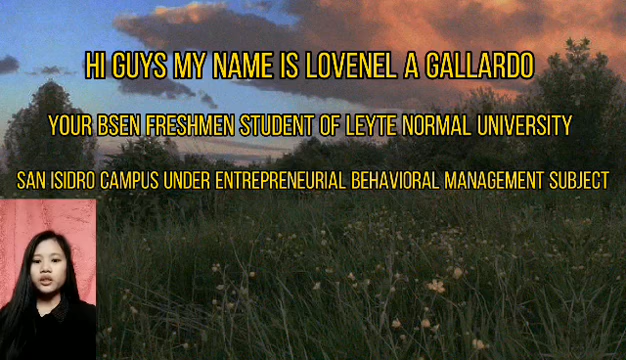 HI GUYS MY NAME IS LOVENEL A GALLARDO
YOUR BSEN FRESHMEN STUDENT OF LEYTE NORMAL UNIVERSITY
SAN ISIDRO CAMPUS UNDER ENTREPRENEURIAL BEHAVIORAL MANAGEMENT SUBJECT